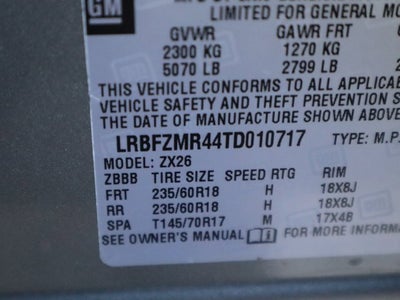 GM
LIMITED FOR GENERAL MO
GVWR GAWR FRT
2300 KG 1270 KG
5070 LB 2799 LB 2
THIS VEHICLE CONFORMS TO ALL APPLICAB
VEHICLE SAFETY AND THEFT PREVENTION S
THE DATE OF MANUFACTURE SHOWN ABOVE
LRBFZMR44TD010717 TYPE: M.P.
MODEL: ZX26
ZBBB TIRE SIZE SPEED RTG RIM
FRT 235/60R18 H 18X8J
RR 235/60R18 H 18X8J
SPA T145/70R17 M 17X4B
SEE OWNER'S MANUAL FOR MORE INFORMATION